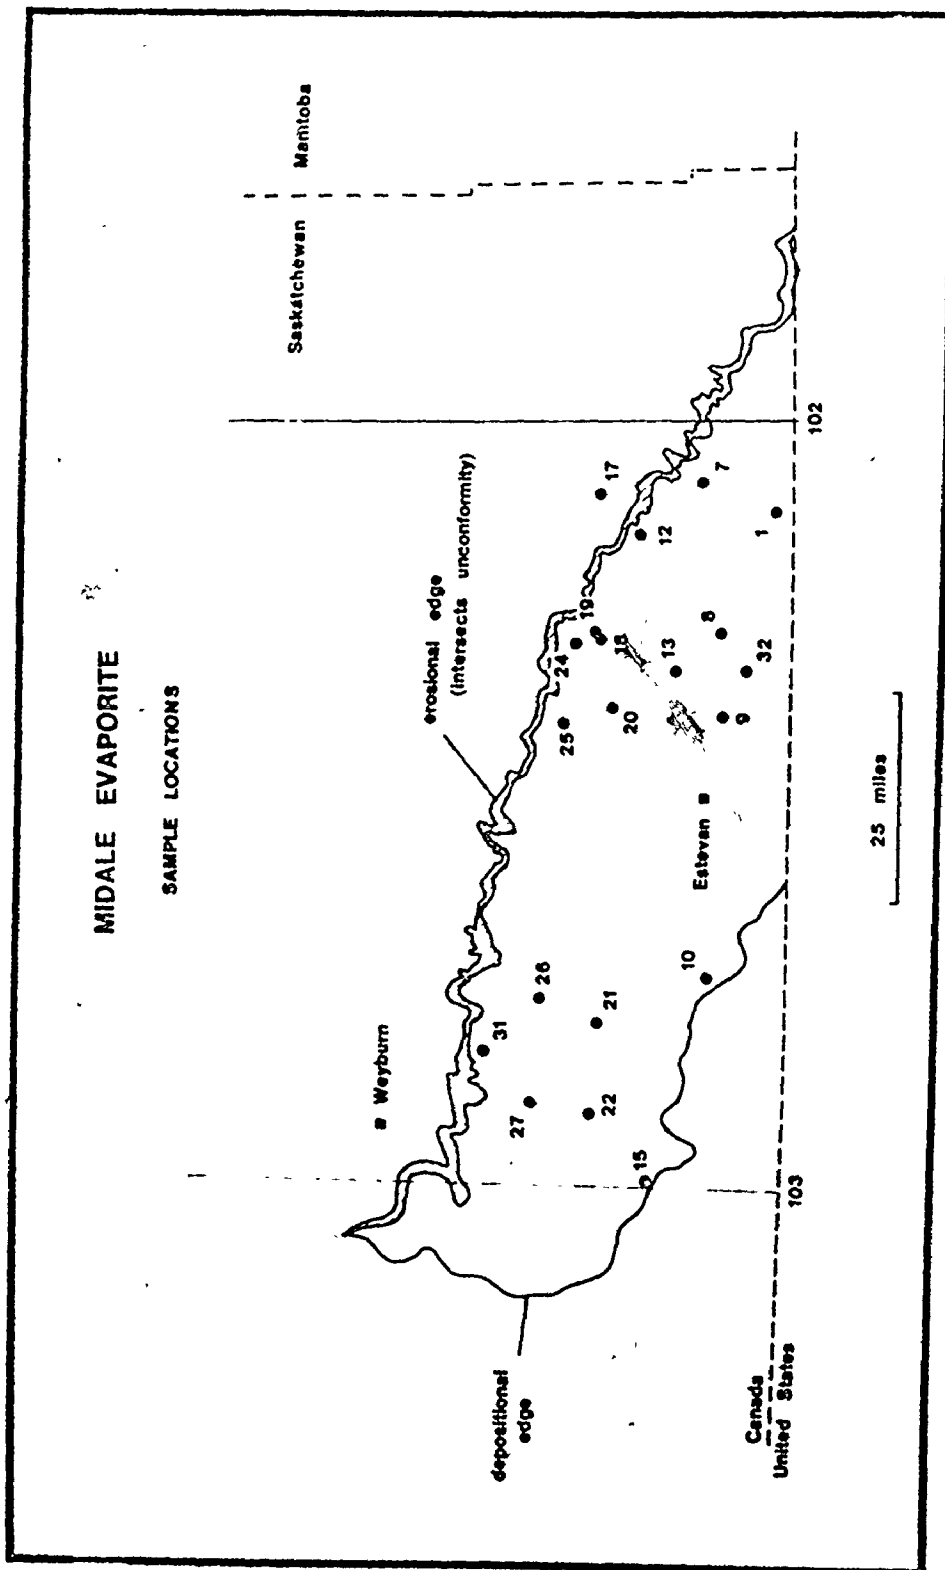 MIDALE EVAPORITE
SAMPLE LOCATIONS
Saskatchewan
Manitoba
erosional edge
(intersects unconformity)
Weyburn
depositional
edge
Estevan
Canada
United States
103
102
25 miles
31
26
27
21
22
15
10
25
24
19
18
20
13
8
9
32
17
12
7
1